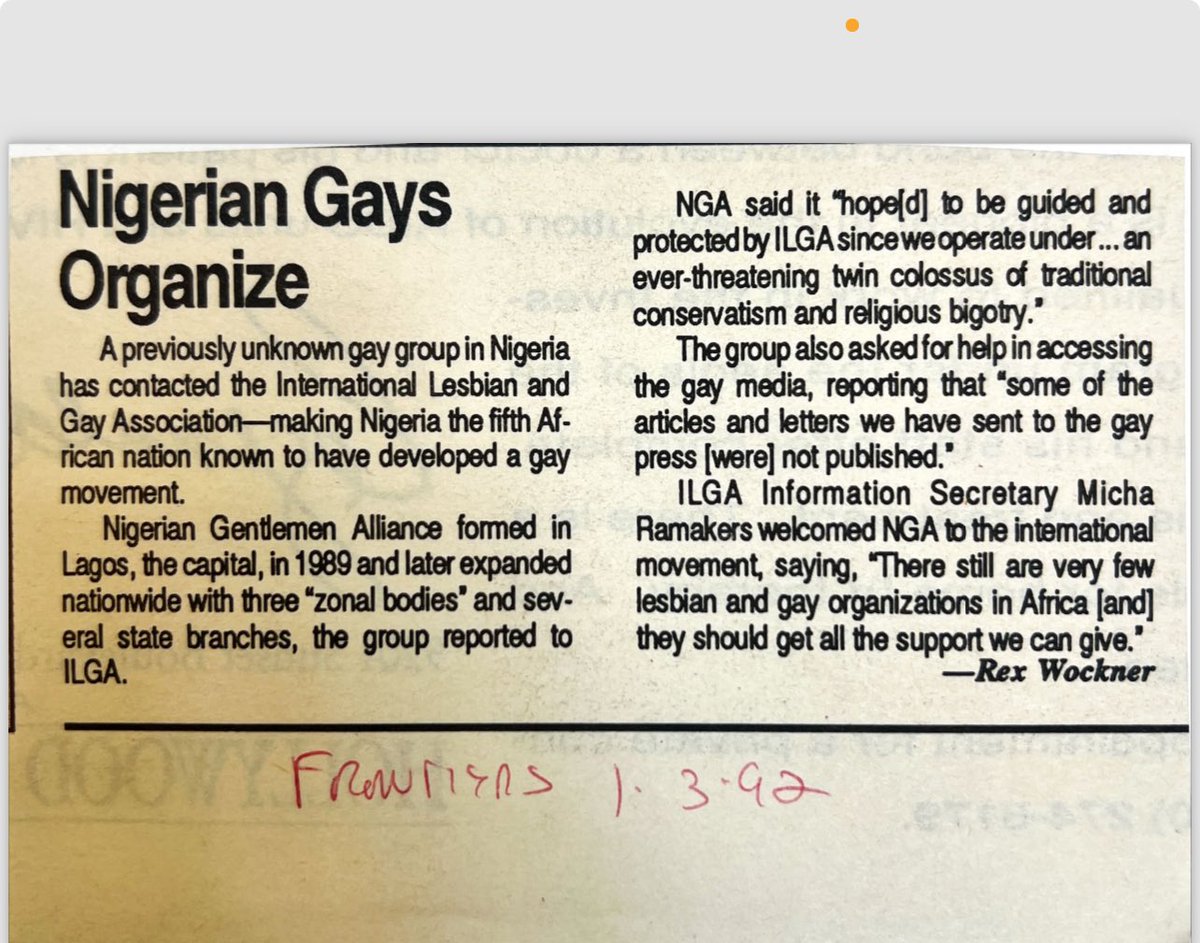 Nigerian Gays
Organize
A previously unknown gay group in Nigeria
has contacted the International Lesbian and
Gay Association—making Nigeria the fifth Af-
rican nation known to have developed a gay
movement.
Nigerian Gentlemen Alliance formed in
Lagos, the capital, in 1989 and later expanded
nationwide with three "zonal bodies" and sev-
eral state branches, the group reported to
ILGA.
NGA said it "hope[d] to be guided and
protected by ILGA since we operate under... an
ever-threatening twin colossus of traditional
conservatism and religious bigotry."
The group also asked for help in accessing
the gay media, reporting that "some of the
articles and letters we have sent to the gay
press [were] not published."
ILGA Information Secretary Micha
Ramakers welcomed NGA to the international
movement, saying, "There still are very few
lesbian and gay organizations in Africa [and]
they should get all the support we can give."
—Rex Wockner
FRONTIERS 1.3.92